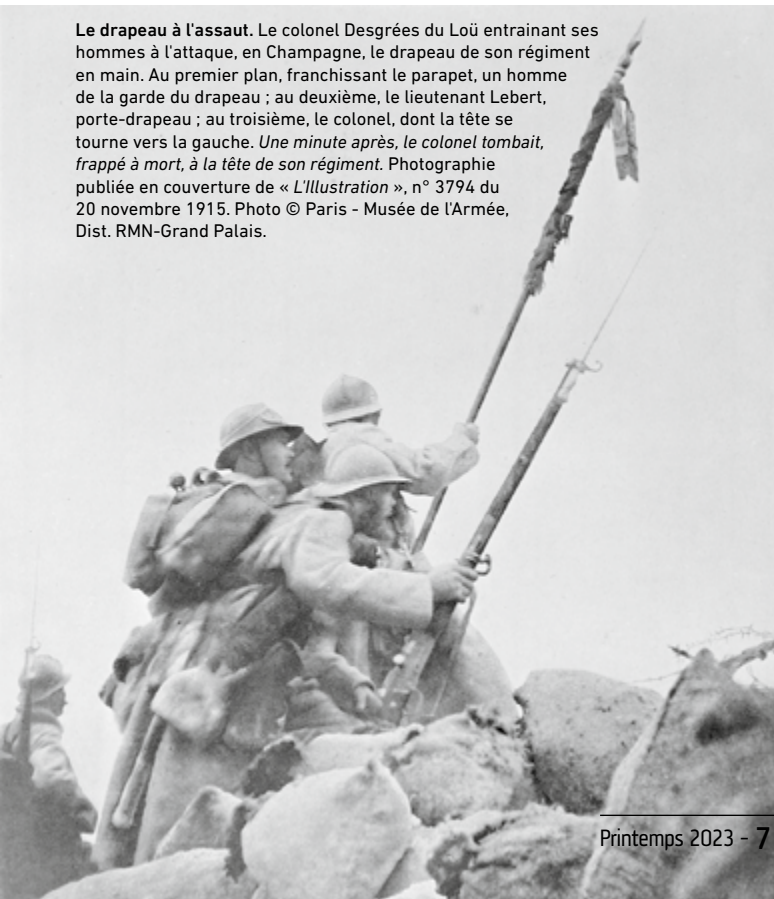 Le drapeau à l'assaut. Le colonel Desgrées du Loü entrainant ses
hommes à l'attaque, en Champagne, le drapeau de son régiment
en main. Au premier plan, franchissant le parapet, un homme
de la garde du drapeau ; au deuxième, le lieutenant Lebert,
porte-drapeau ; au troisième, le colonel, dont la tête se
tourne vers la gauche. Une minute après, le colonel tombait,
frappé à mort, à la tête de son régiment. Photographie
publiée en couverture de « L'Illustration », n° 3794 du
20 novembre 1915. Photo © Paris - Musée de l'Armée,
Dist. RMN-Grand Palais.
Printemps 2023 - 7